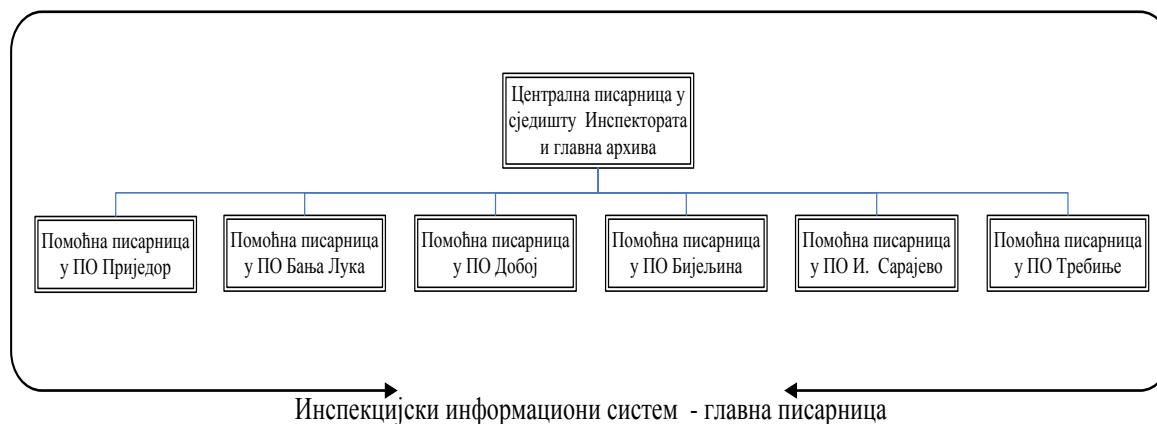 Централна писарница у
сједишту Инспектората
и главна архива
Помоћна писарница
у ПО Приједор
Помоћна писарница
у ПО Бања Лука
Помоћна писарница
у ПО Добој
Помоћна писарница
у ПО Бијељина
Помоћна писарница
у ПО И. Сарајево
Помоћна писарница
у ПО Требиње
Инспекцијски информациони систем - главна писарница